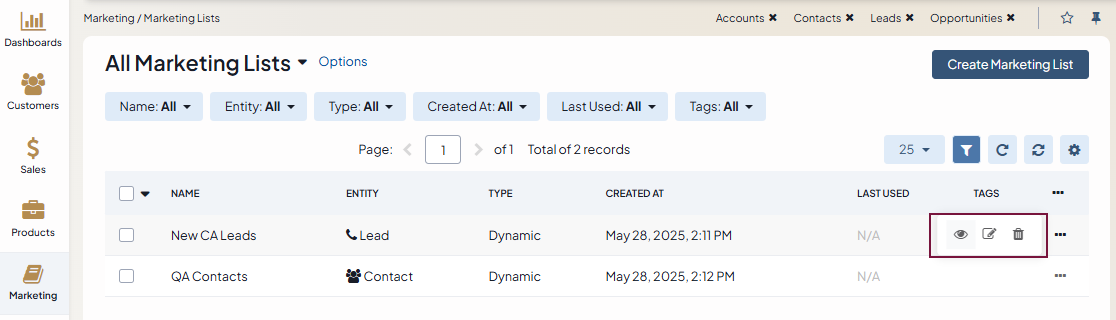 Dashboards
Customers
Sales
Products
Marketing
Marketing / Marketing Lists
Accounts ✖ Contacts ✖ Leads ✖ Opportunities ✖
All Marketing Lists Options
Create Marketing List
Name: All Entity: All Type: All Created At: All Last Used: All Tags: All
Page: 1 of 1 Total of 2 records 25
NAME ENTITY TYPE CREATED AT LAST USED TAGS
New CA Leads Lead Dynamic May 28, 2025, 2:11 PM N/A
QA Contacts Contact Dynamic May 28, 2025, 2:12 PM N/A